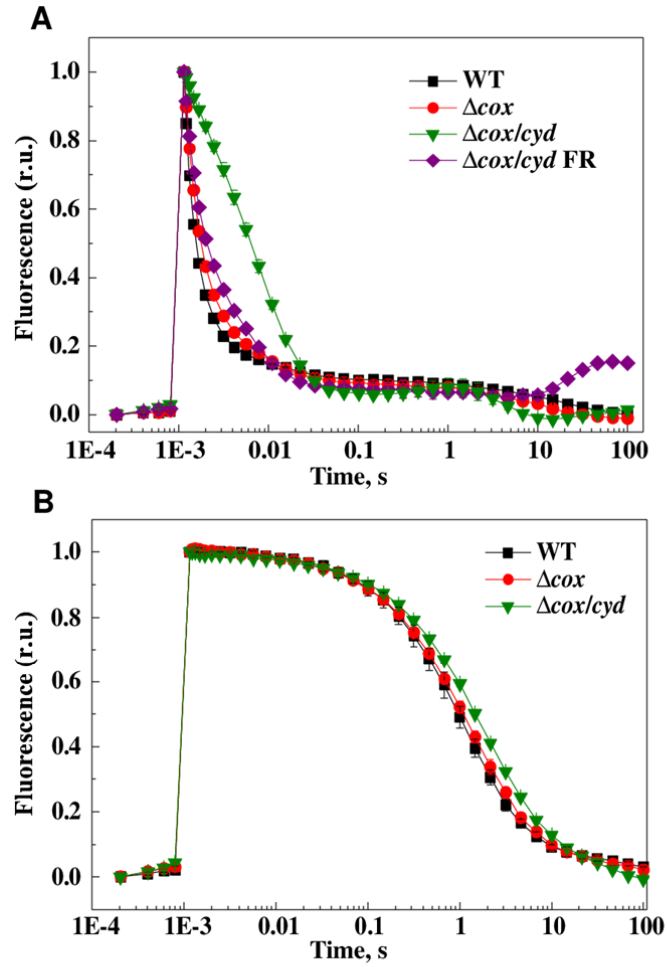 A
1.0
0.8
0.6
0.4
0.2
0.0
Fluorescence (r.u.)
WT
Δcox
Δcox/cyd
Δcox/cyd FR
1E-4 1E-3 0.01 0.1 1 10 100
Time, s
B
1.0
0.8
0.6
0.4
0.2
0.0
Fluorescence (r.u.)
WT
Δcox
Δcox/cyd
1E-4 1E-3 0.01 0.1 1 10 100
Time, s